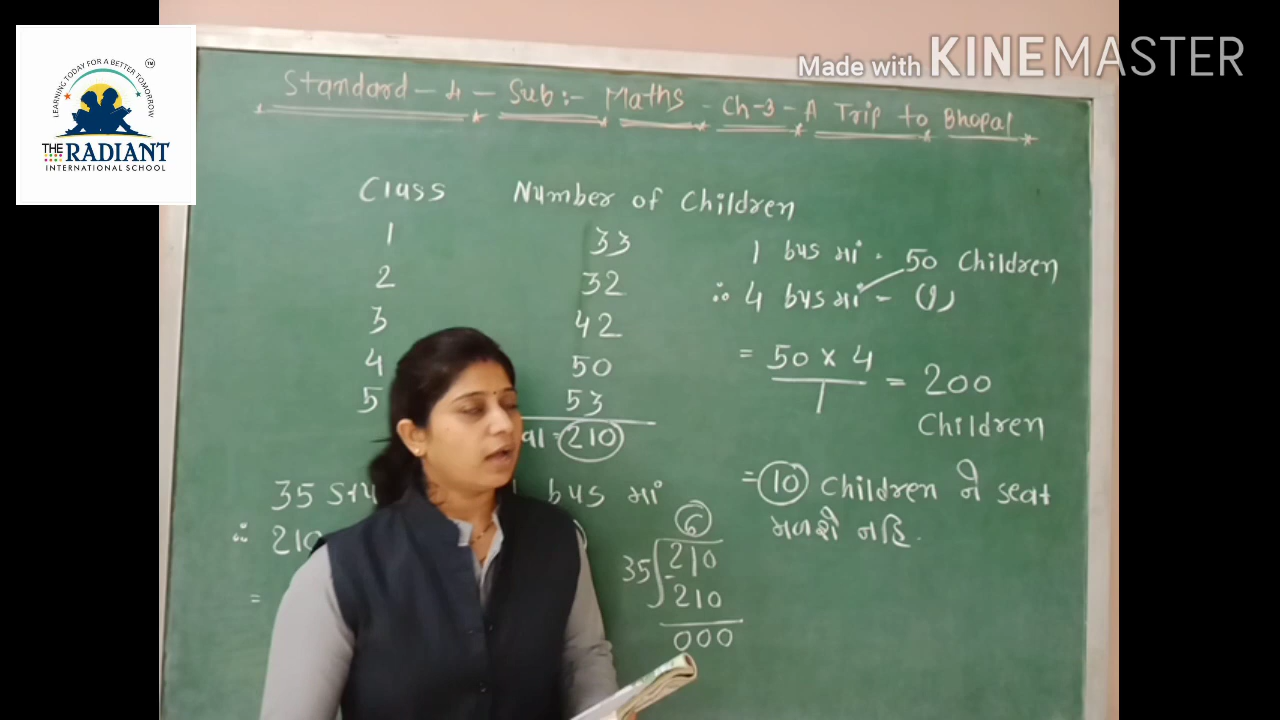 LEARNING TODAY FOR A BETTER TOMORROW
TM
THE RADIANT
INTERNATIONAL SCHOOL
Made with KINEMASTER
Standard - 4 - Sub:- Maths - Ch-3 - A Trip to Bhopal
Class Number of Children
1 33
2 32
3 42
4 50
5 53
210
35 bus માં
∴ 210
=
6
35 210
- 210
000
1 bus માં - 50 Children
∴ 4 bus માં - (?)
= 50 × 4 / 1 = 200
Children
= 10 Children ને seat
મળશે નહિ.